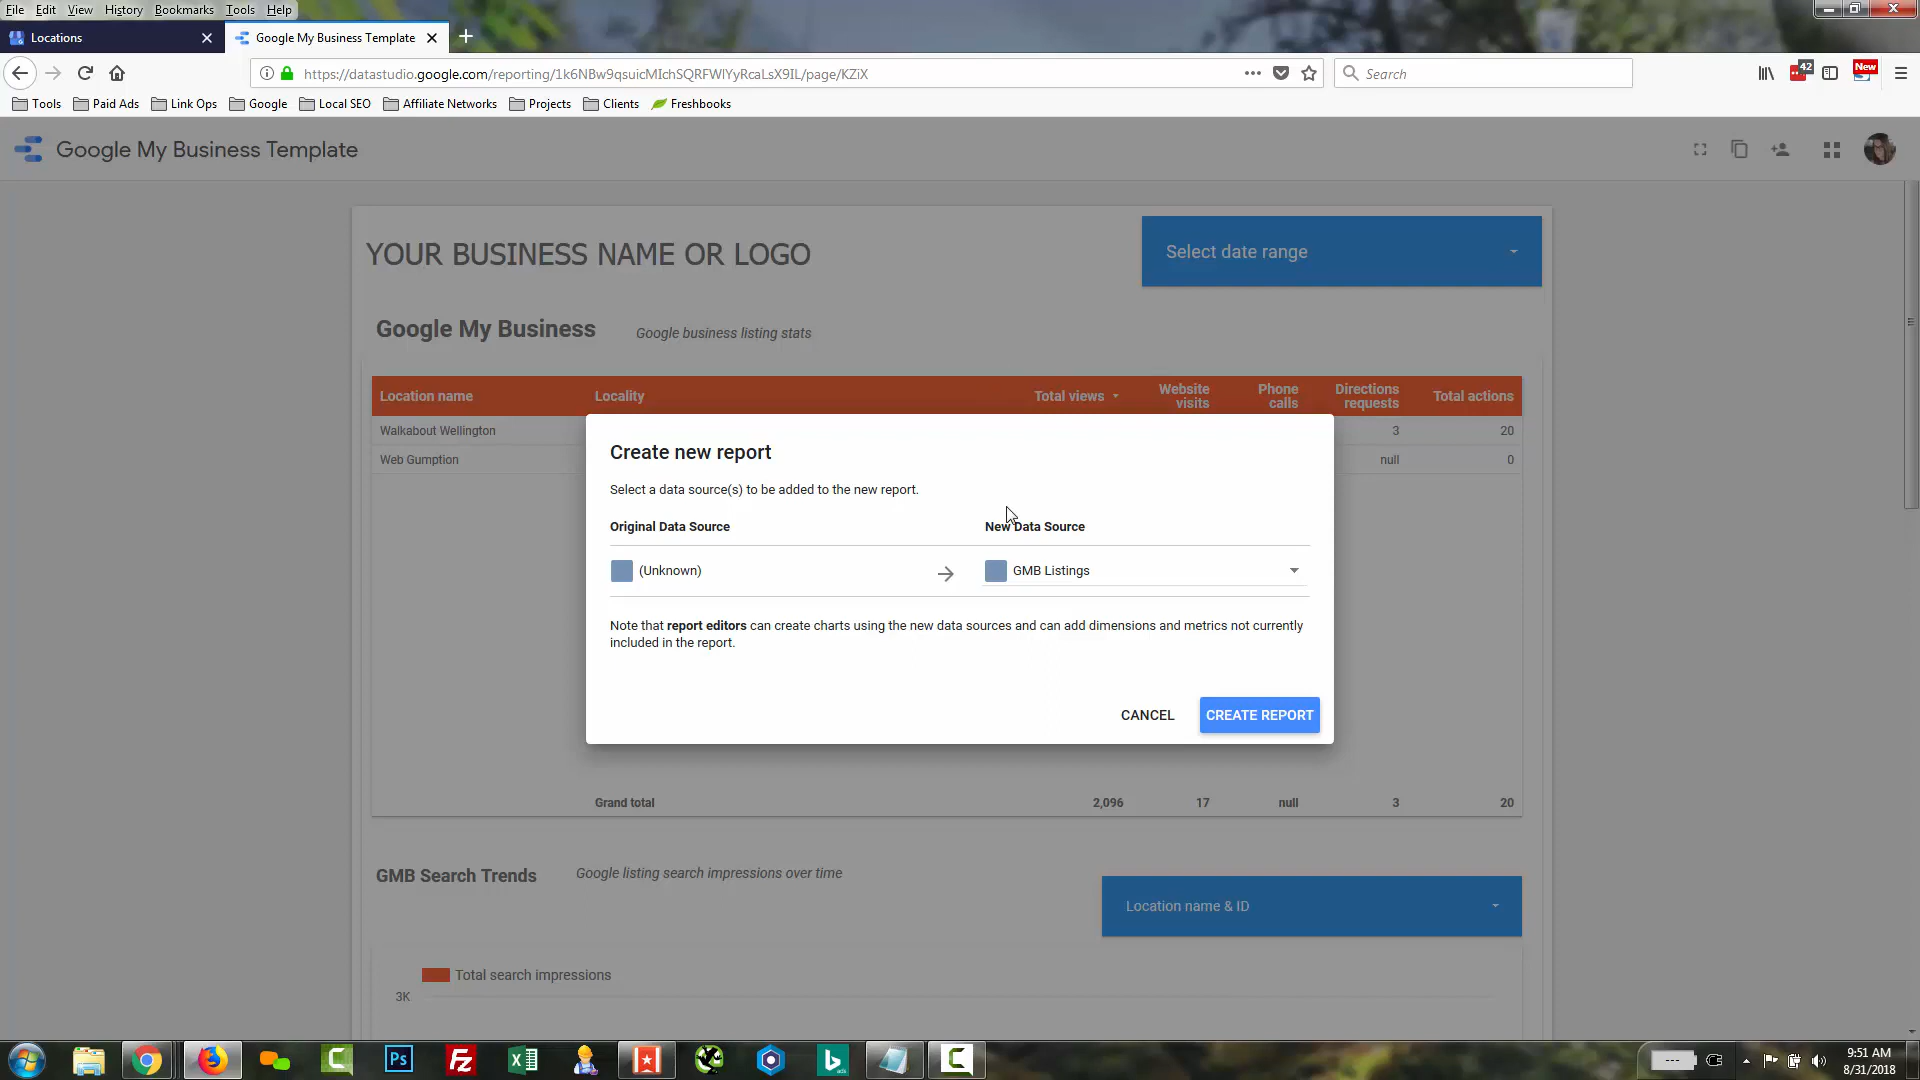 File Edit View History Bookmarks Tools Help
Locations
Google My Business Template
https://datastudio.google.com/reporting/1k6NBw9qsuicMIchSQRFWlYyRcaLsX9IL/page/KZiX
Search
42
New
Tools Paid Ads Link Ops Google Local SEO Affiliate Networks Projects Clients Freshbooks
Google My Business Template
YOUR BUSINESS NAME OR LOGO
Select date range
Google My Business Google business listing stats
Location name Locality Total views Website visits Phone calls Directions requests Total actions
Walkabout Wellington 3 20
Web Gumption null 0
Create new report
Select a data source(s) to be added to the new report.
Original Data Source New Data Source
(Unknown) GMB Listings
Note that report editors can create charts using the new data sources and can add dimensions and metrics not currently
included in the report.
CANCEL CREATE REPORT
Grand total 2,096 17 null 3 20
GMB Search Trends Google listing search impressions over time
Location name & ID
Total search impressions
3K
Ps
Fz
b
ads
---
9:51 AM
8/31/2018